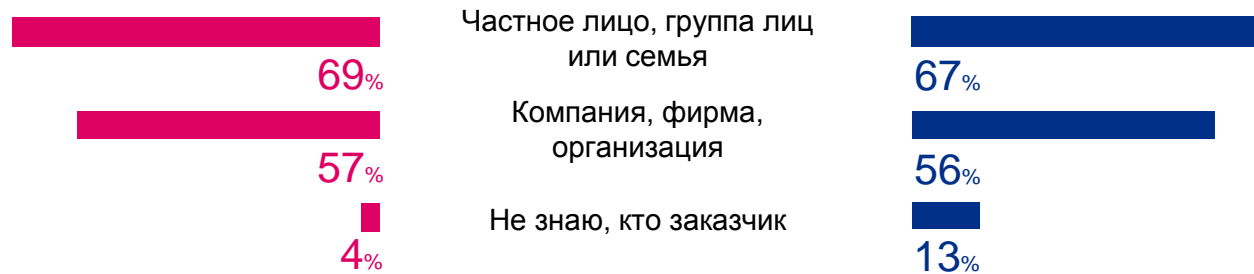 Частное лицо, группа лиц
или семья
69%
67%
Компания, фирма,
организация
57%
56%
Не знаю, кто заказчик
4%
13%